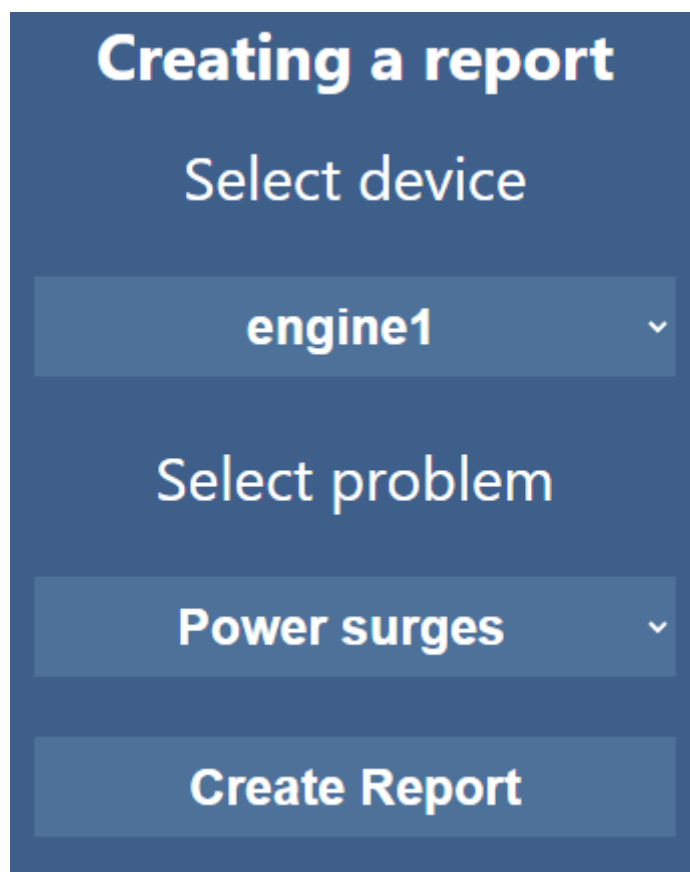 Creating a report
Select device
engine1
Select problem
Power surges
Create Report